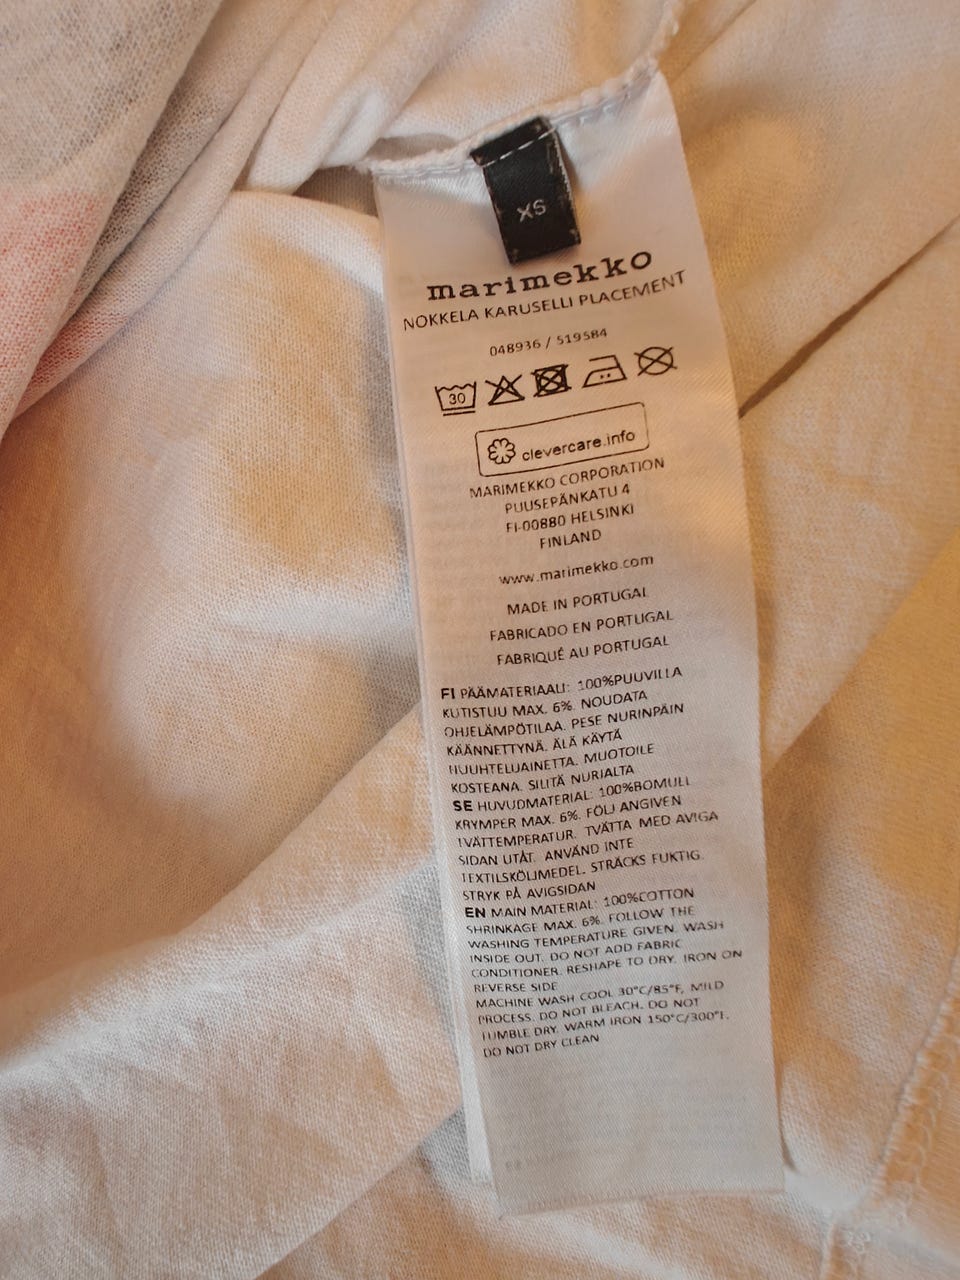 XS
marimekko
NOKKELA KARUSELLI PLACEMENT
048936 / 519584
30
clevercare.info
MARIMEKKO CORPORATION
PUUSEPÄNKATU 4
FI-00880 HELSINKI
FINLAND
www.marimekko.com
MADE IN PORTUGAL
FABRICADO EN PORTUGAL
FABRIQUÉ AU PORTUGAL
FI PÄÄMATERIAALI: 100%PUUVILLA
KUTISTUU MAX. 6%. NOUDATA
OHJELÄMPÖTILAA. PESE NURINPÄIN
KÄÄNNETTYNÄ. ÄLÄ KÄYTÄ
HUUHTELUAINETTA. MUOTOILE
KOSTEANA. SILITÄ NURJALTA
SE HUVUDMATERIAL: 100%BOMULL
KRYMPER MAX. 6%. FÖLJ ANGIVEN
TVÄTTEMPERATUR. TVÄTTA MED AVIGA
SIDAN UTÅT. ANVÄND INTE
TEXTILSKÖLJMEDEL. STRÄCKS FUKTIG.
STRYK PÅ AVIGSIDAN
EN MAIN MATERIAL: 100%COTTON
SHRINKAGE MAX. 6%. FOLLOW THE
WASHING TEMPERATURE GIVEN. WASH
INSIDE OUT. DO NOT ADD FABRIC
CONDITIONER. RESHAPE TO DRY. IRON ON
REVERSE SIDE
MACHINE WASH COOL 30°C/85°F, MILD
PROCESS. DO NOT BLEACH. DO NOT
TUMBLE DRY. WARM IRON 150°C/300°F.
DO NOT DRY CLEAN